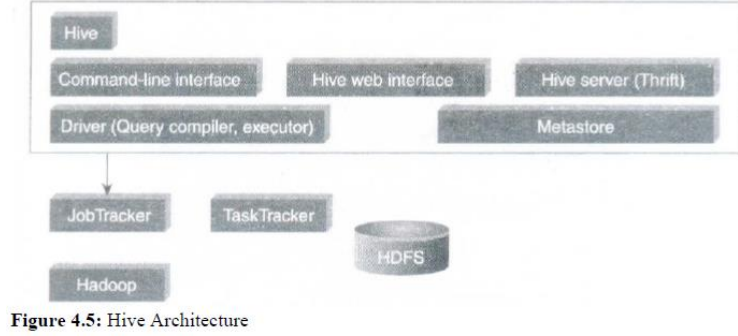 Hive
Command-line interface Hive web interface Hive server (Thrift)
Driver (Query compiler, executor) Metastore
JobTracker TaskTracker
HDFS
Hadoop
Figure 4.5: Hive Architecture